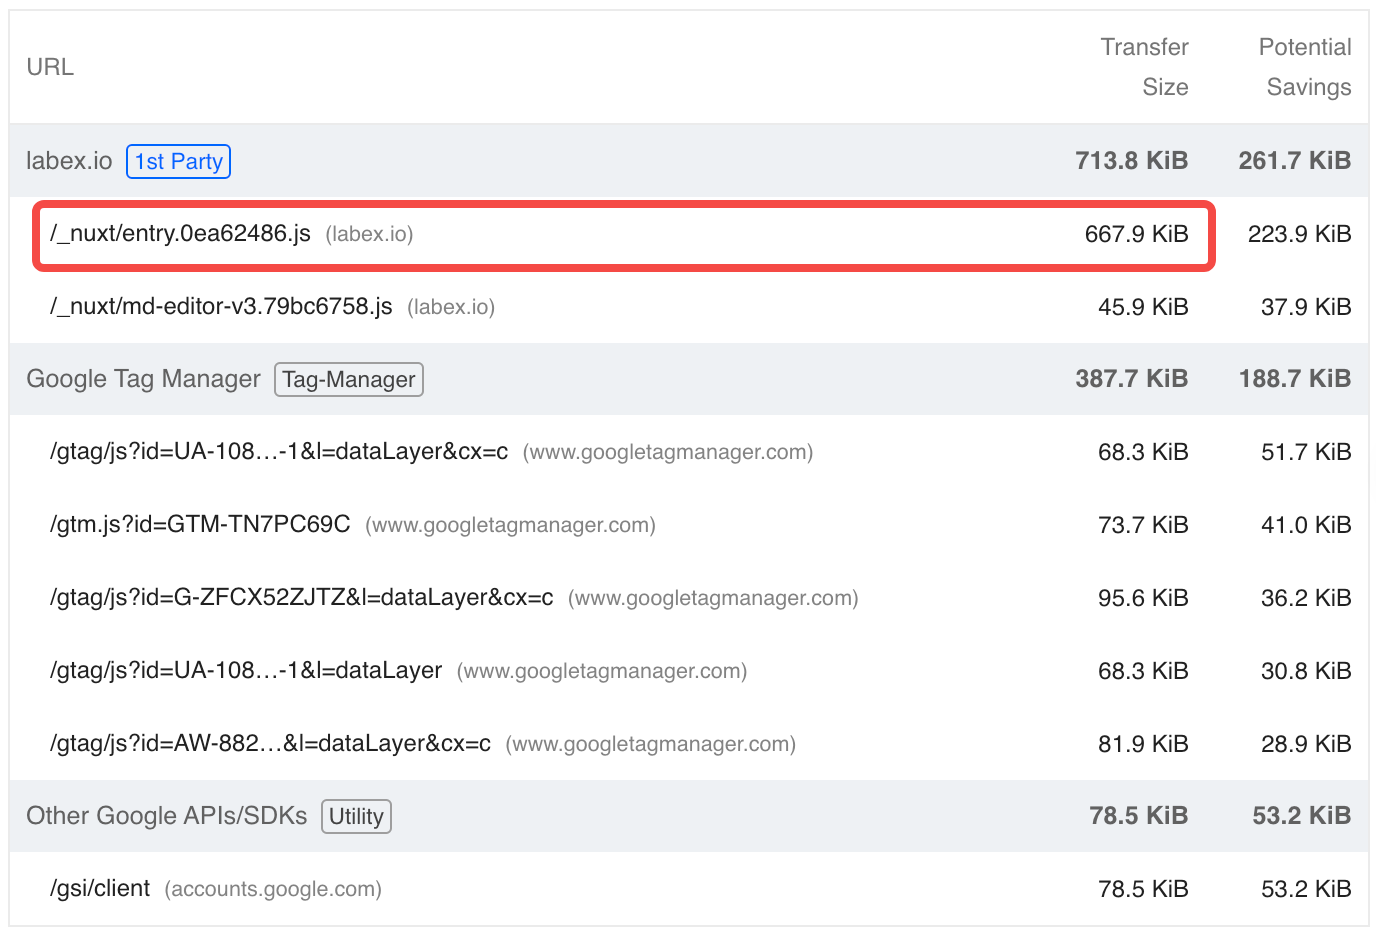 URL Transfer Size Potential Savings
labex.io 1st Party 713.8 KiB 261.7 KiB
/_nuxt/entry.0ea62486.js (labex.io) 667.9 KiB 223.9 KiB
/_nuxt/md-editor-v3.79bc6758.js (labex.io) 45.9 KiB 37.9 KiB
Google Tag Manager Tag-Manager 387.7 KiB 188.7 KiB
/gtag/js?id=UA-108…-1&l=dataLayer&cx=c (www.googletagmanager.com) 68.3 KiB 51.7 KiB
/gtm.js?id=GTM-TN7PC69C (www.googletagmanager.com) 73.7 KiB 41.0 KiB
/gtag/js?id=G-ZFCX52ZJTZ&l=dataLayer&cx=c (www.googletagmanager.com) 95.6 KiB 36.2 KiB
/gtag/js?id=UA-108…-1&l=dataLayer (www.googletagmanager.com) 68.3 KiB 30.8 KiB
/gtag/js?id=AW-882…&l=dataLayer&cx=c (www.googletagmanager.com) 81.9 KiB 28.9 KiB
Other Google APIs/SDKs Utility 78.5 KiB 53.2 KiB
/gsi/client (accounts.google.com) 78.5 KiB 53.2 KiB